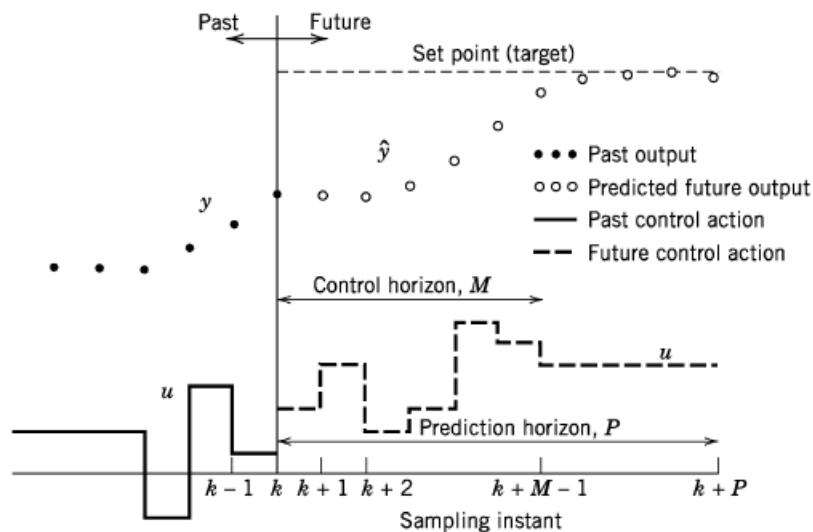 Past Future
Set point (target)
ŷ
Past output
y
Predicted future output
Past control action
Future control action
Control horizon, M
u
u
Prediction horizon, P
k − 1 k k + 1 k + 2 k + M − 1 k + P
Sampling instant